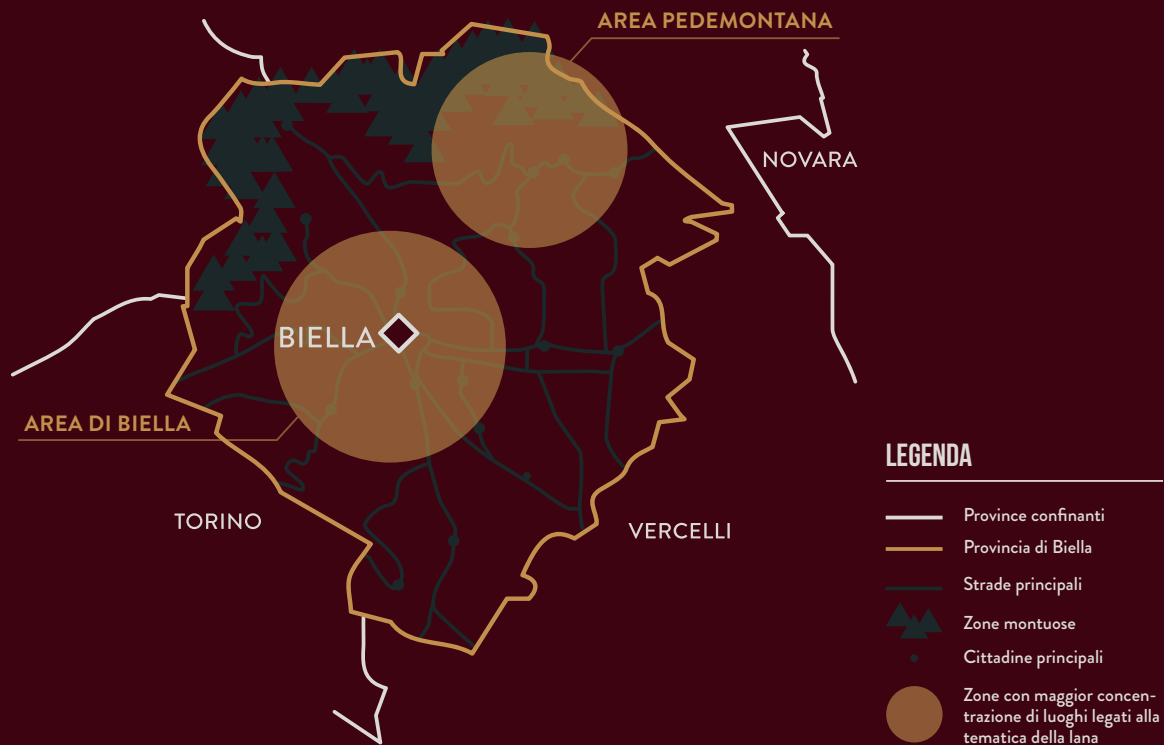 AREA PEDEMONTANA
NOVARA
BIELLA
AREA DI BIELLA
TORINO
VERCELLI
LEGENDA
Province confinanti
Provincia di Biella
Strade principali
Zone montuose
Cittadine principali
Zone con maggior concen-
trazione di luoghi legati alla
tematica della lana